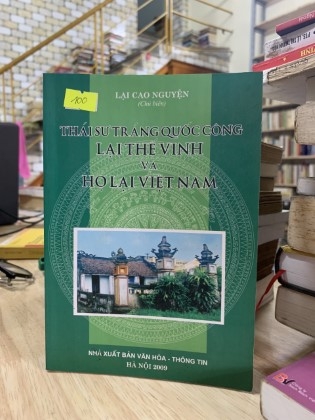 LẠI CAO NGUYỆN
(Chủ biên)
100
THÁI SƯ TRANG QUỐC CÔNG
LẠI THẾ VINH
VÀ
HỌ LẠI VIỆT NAM
NHÀ XUẤT BẢN VĂN HÓA - THÔNG TIN
HÀ NỘI 2009